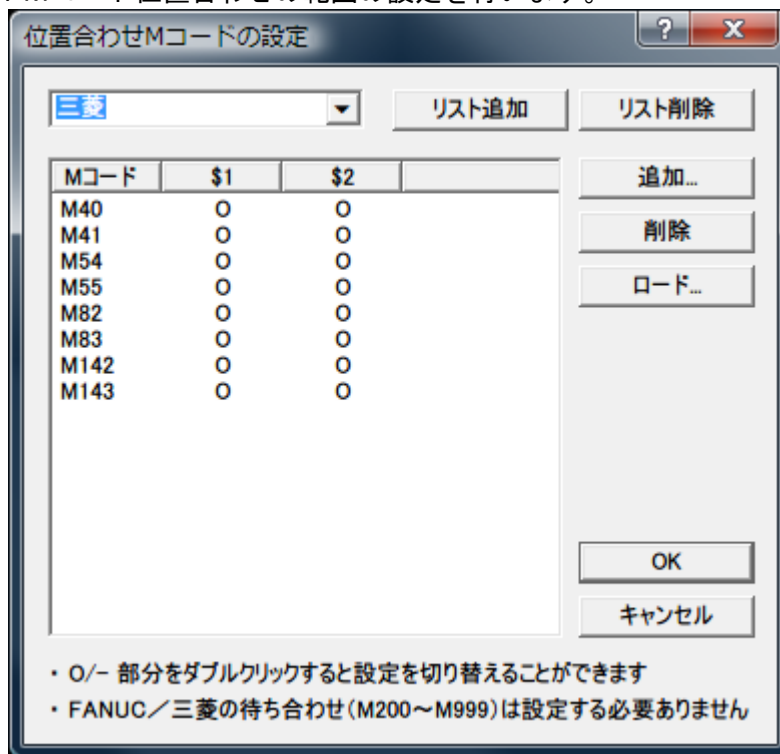 位置合わせMコードの設定
三菱 リスト追加 リスト削除
Mコード $1 $2 追加...
M40 O O
M41 O O 削除
M54 O O
M55 O O ロード...
M82 O O
M83 O O
M142 O O
M143 O O
OK
キャンセル
・ O/- 部分をダブルクリックすると設定を切り替えることができます
・ FANUC／三菱の待ち合わせ(M200～M999)は設定する必要ありません